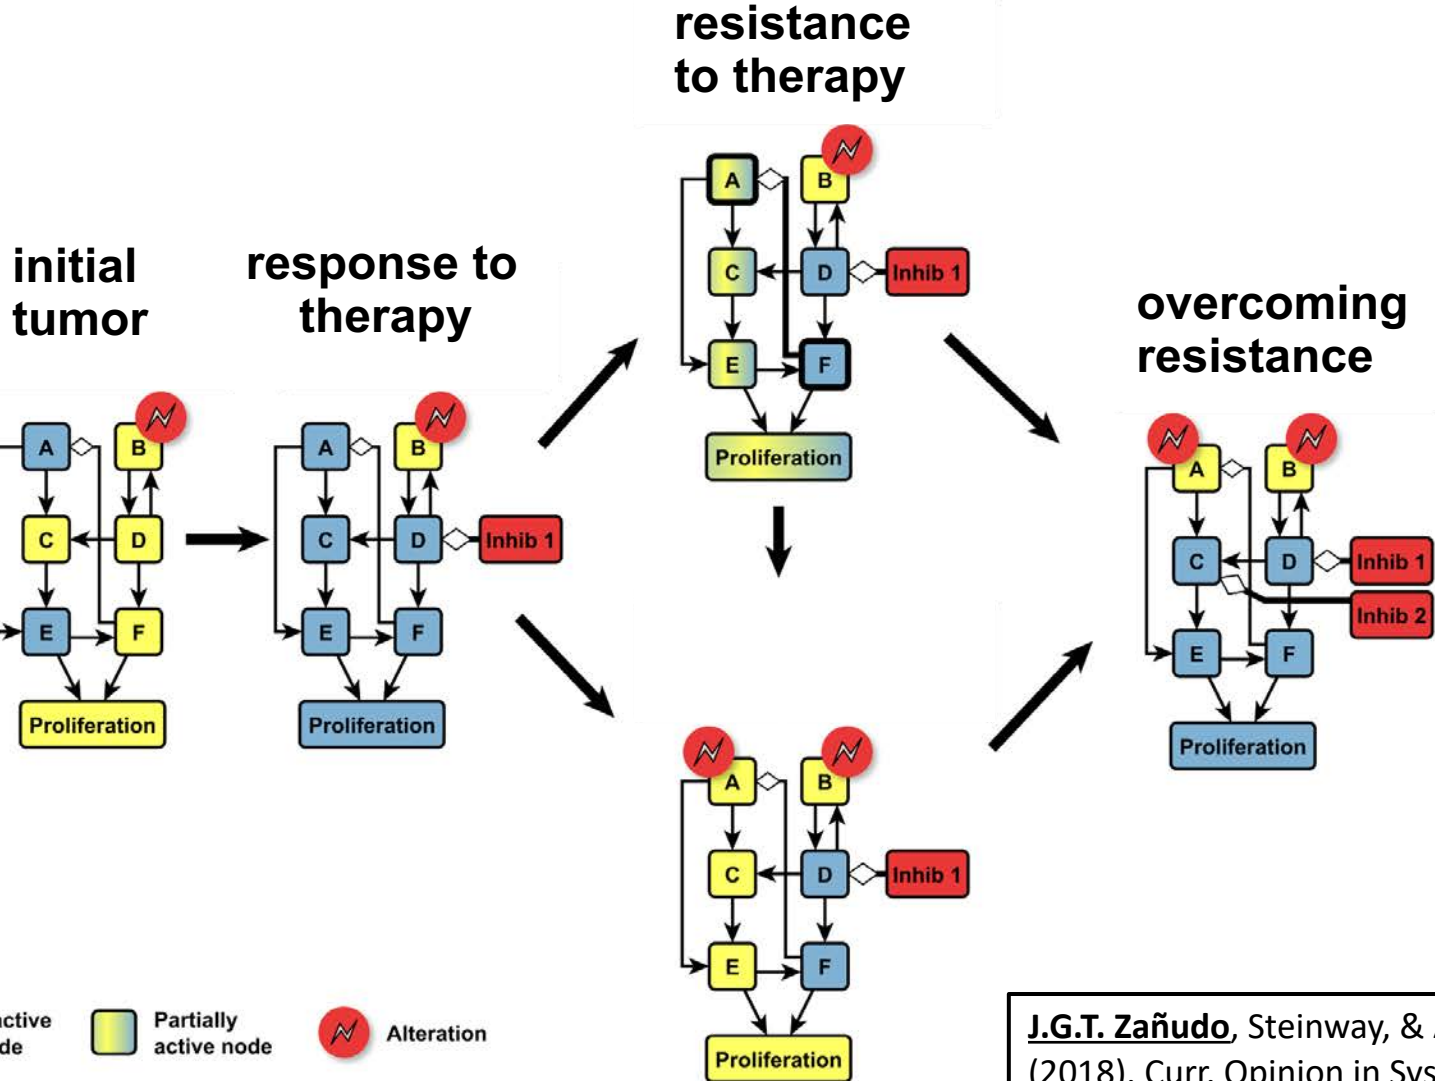 resistance
to therapy
initial
tumor
response to
therapy
overcoming
resistance
A
B
C
D
Inhib 1
E
F
Proliferation
A
B
C
D
E
F
Proliferation
A
B
C
D
Inhib 1
E
F
Proliferation
A
B
C
D
Inhib 1
Inhib 2
E
F
Proliferation
A
B
C
D
Inhib 1
E
F
Proliferation
Partially
active node
Alteration
J.G.T. Zañudo, Steinway, &
(2018), Curr. Opinion in Sys